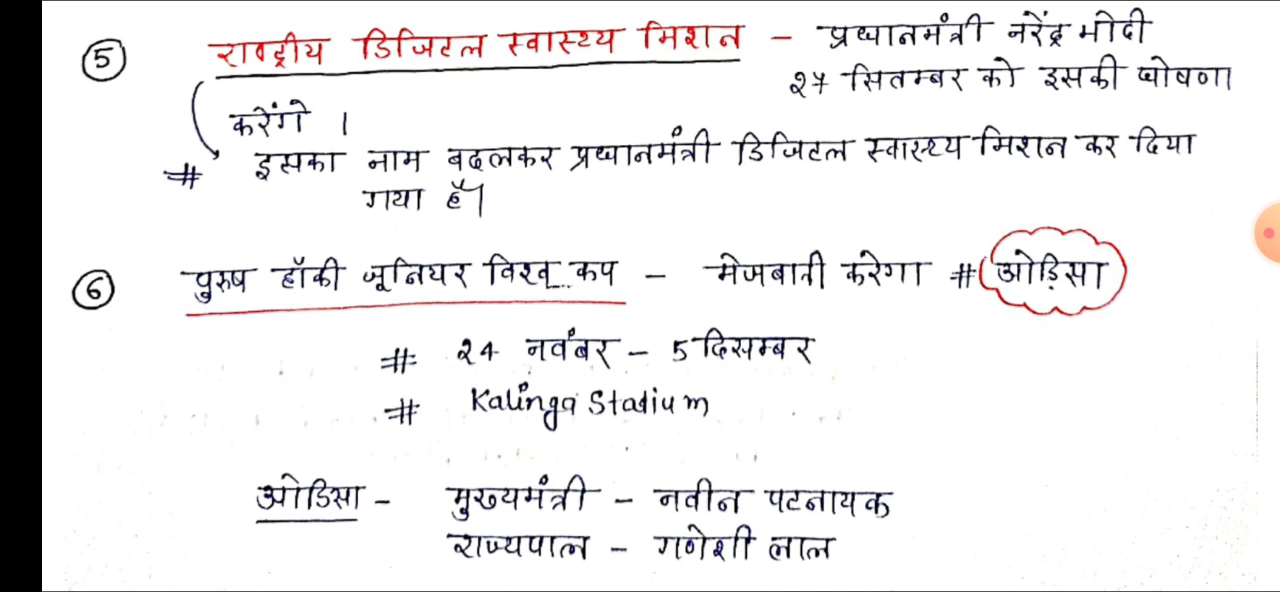 5 राष्ट्रीय डिजिटल स्वास्थ्य मिशन – प्रधानमंत्री नरेंद्र मोदी
२७ सितम्बर को इसकी घोषणा
करेंगे ।
# इसका नाम बदलकर प्रधानमंत्री डिजिटल स्वास्थ्य मिशन कर दिया
गया है।
6 पुरुष हॉकी जूनियर विश्व कप – मेजबानी करेगा # ओड़िसा
# २4 नवंबर – 5 दिसम्बर
# Kalinga Stadium
ओडिसा – मुख्यमंत्री – नवीन पटनायक
राज्यपाल – गणेशी लाल